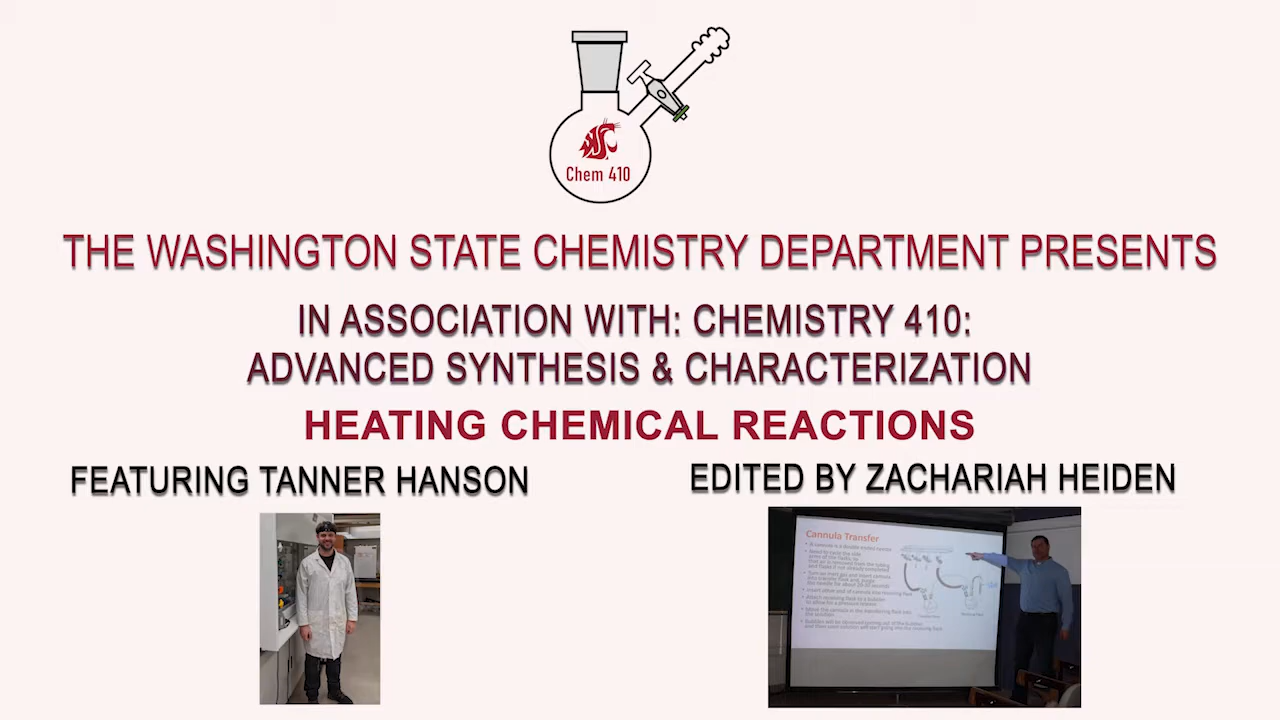 Chem 410
THE WASHINGTON STATE CHEMISTRY DEPARTMENT PRESENTS
IN ASSOCIATION WITH: CHEMISTRY 410:
ADVANCED SYNTHESIS & CHARACTERIZATION
HEATING CHEMICAL REACTIONS
FEATURING TANNER HANSON
EDITED BY ZACHARIAH HEIDEN
Cannula Transfer